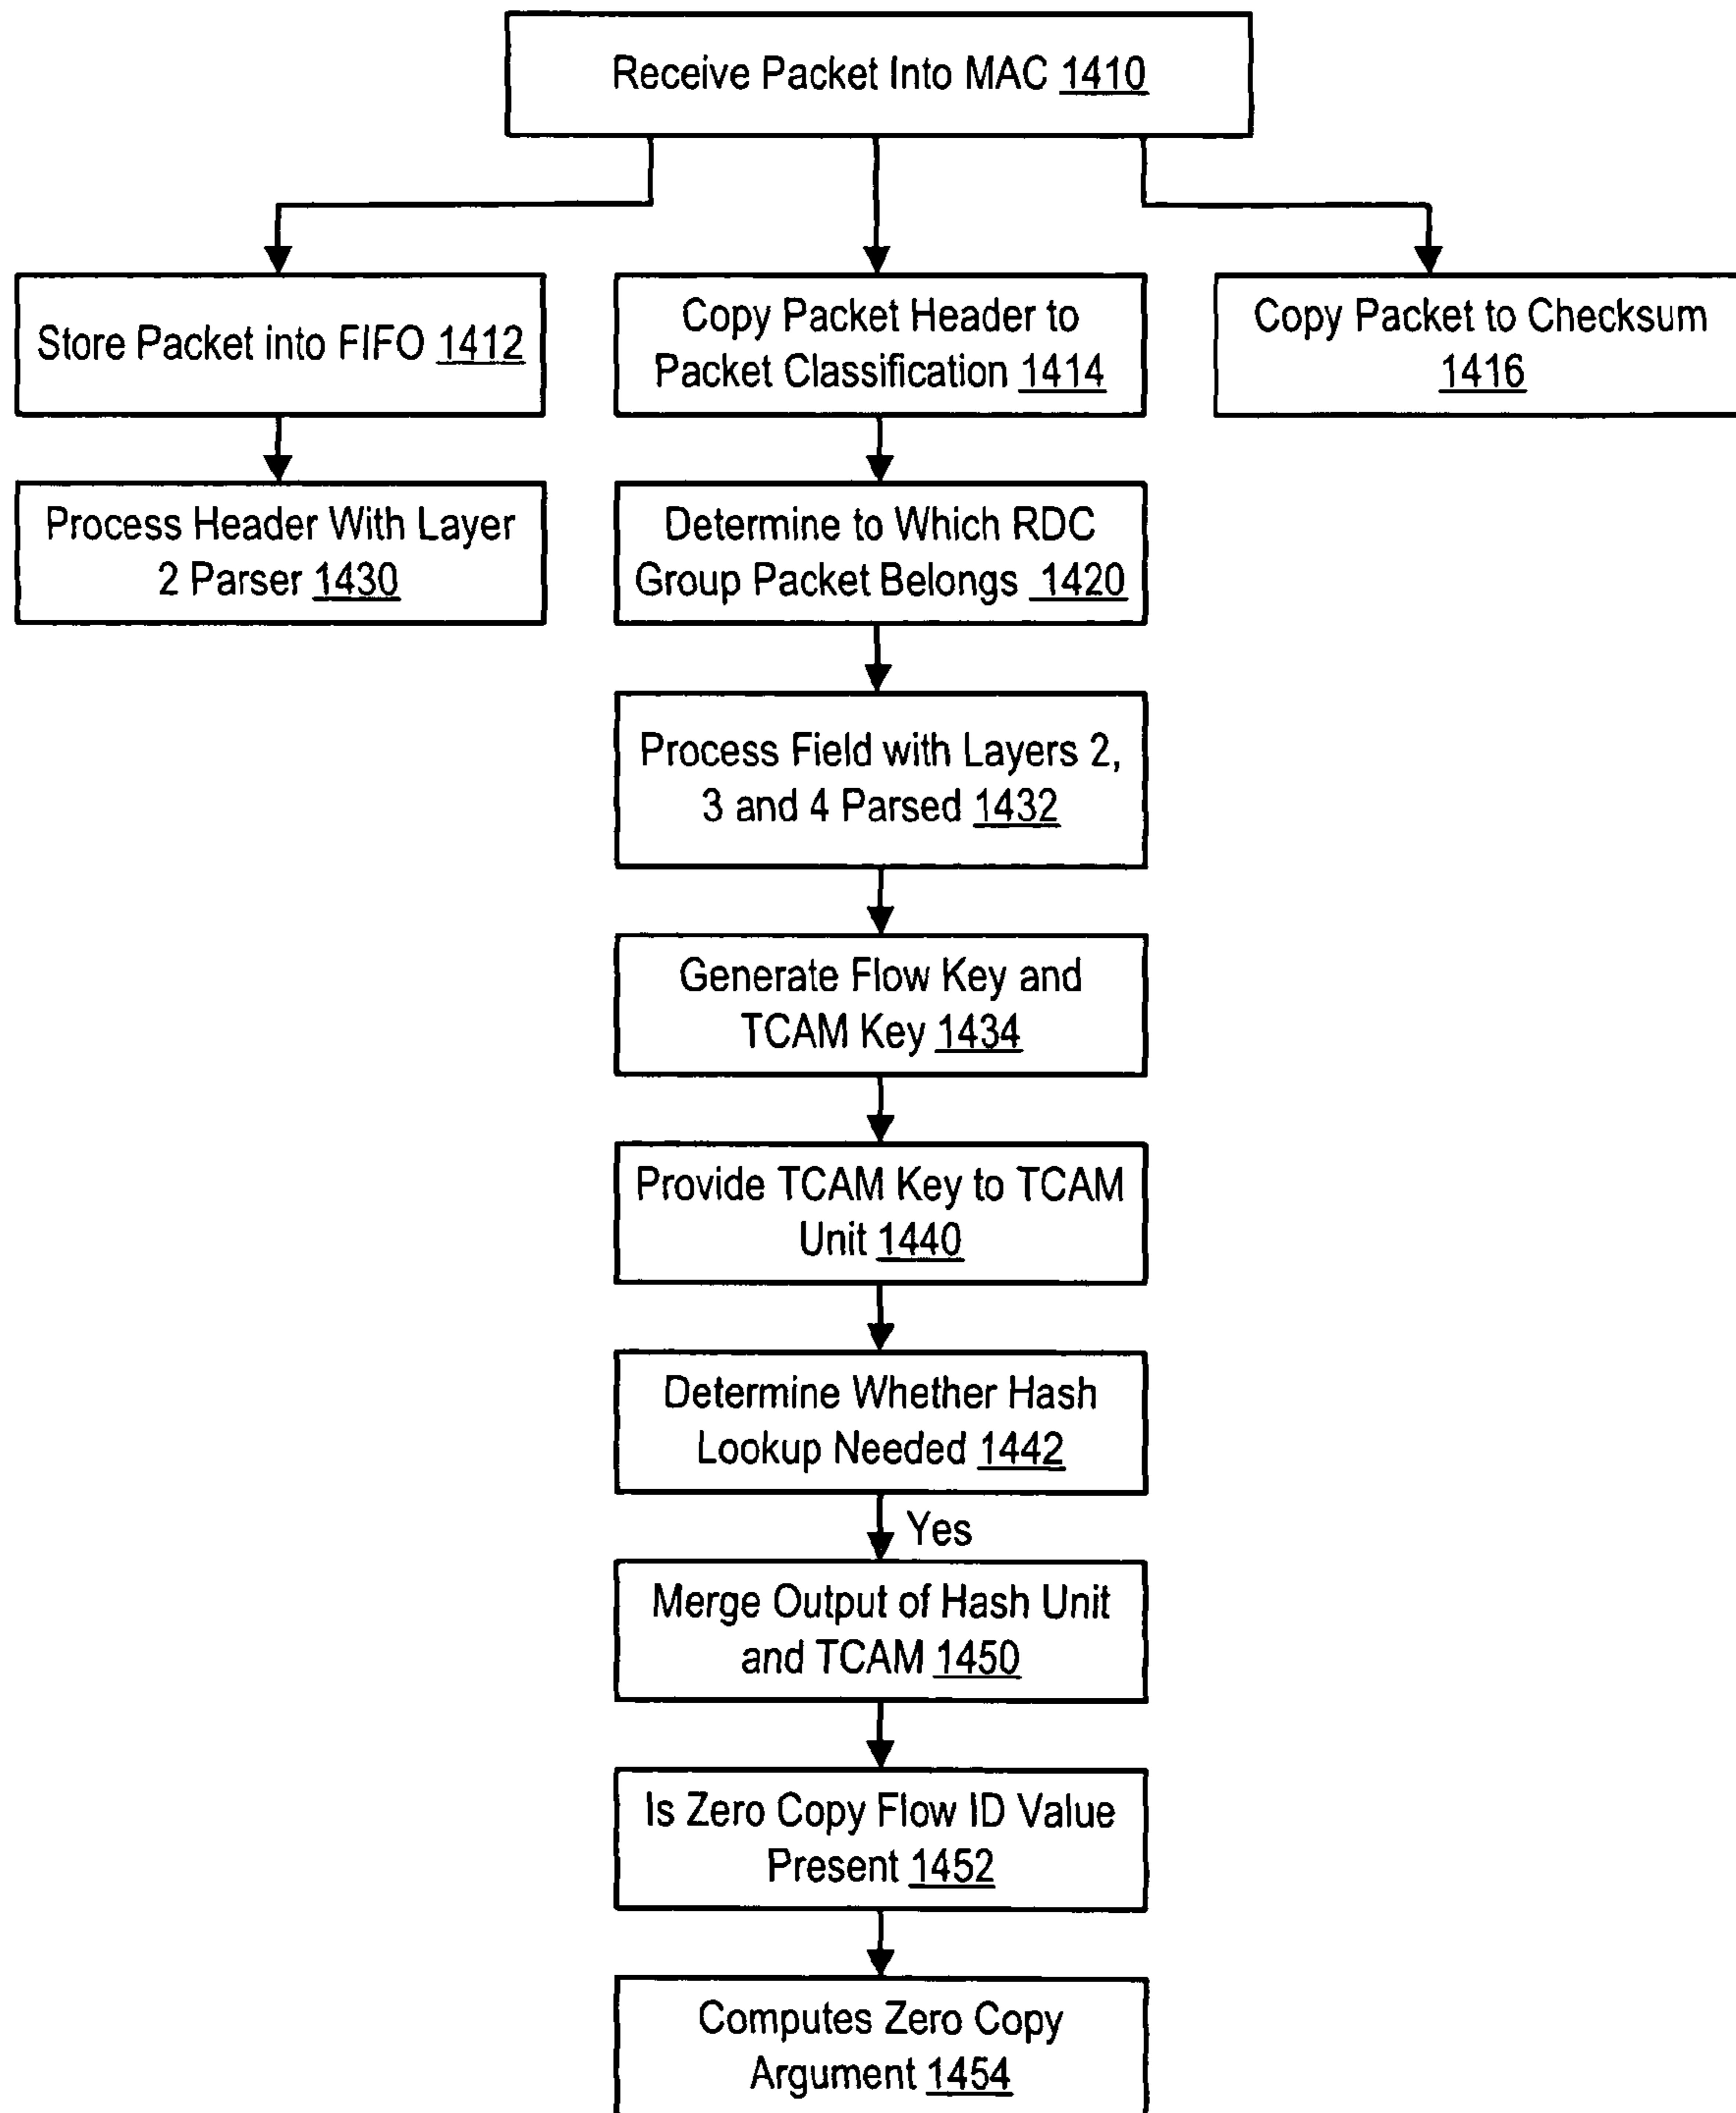 Receive Packet Into MAC 1410
Store Packet into FIFO 1412
Copy Packet Header to
Packet Classification 1414
Copy Packet to Checksum
1416
Process Header With Layer
2 Parser 1430
Determine to Which RDC
Group Packet Belongs 1420
Process Field with Layers 2,
3 and 4 Parsed 1432
Generate Flow Key and
TCAM Key 1434
Provide TCAM Key to TCAM
Unit 1440
Determine Whether Hash
Lookup Needed 1442
Yes
Merge Output of Hash Unit
and TCAM 1450
Is Zero Copy Flow ID Value
Present 1452
Computes Zero Copy
Argument 1454